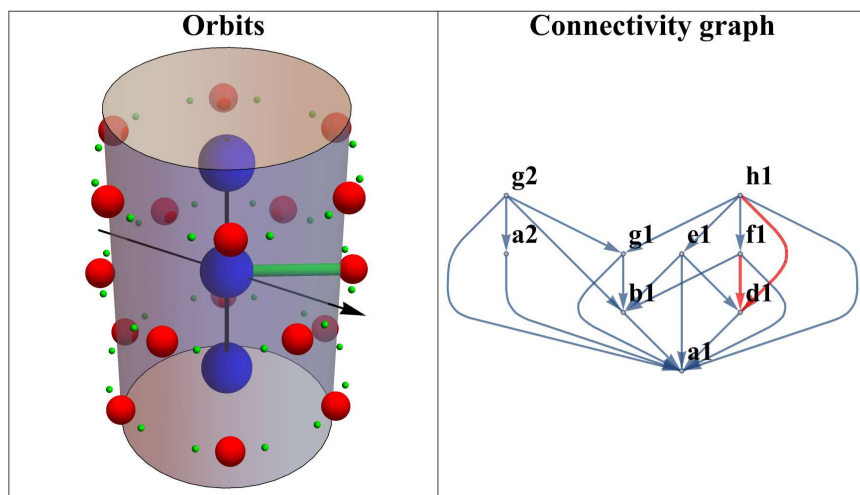 Orbits
Connectivity graph
g2 h1
a2 g1 e1 f1
b1 d1
a1